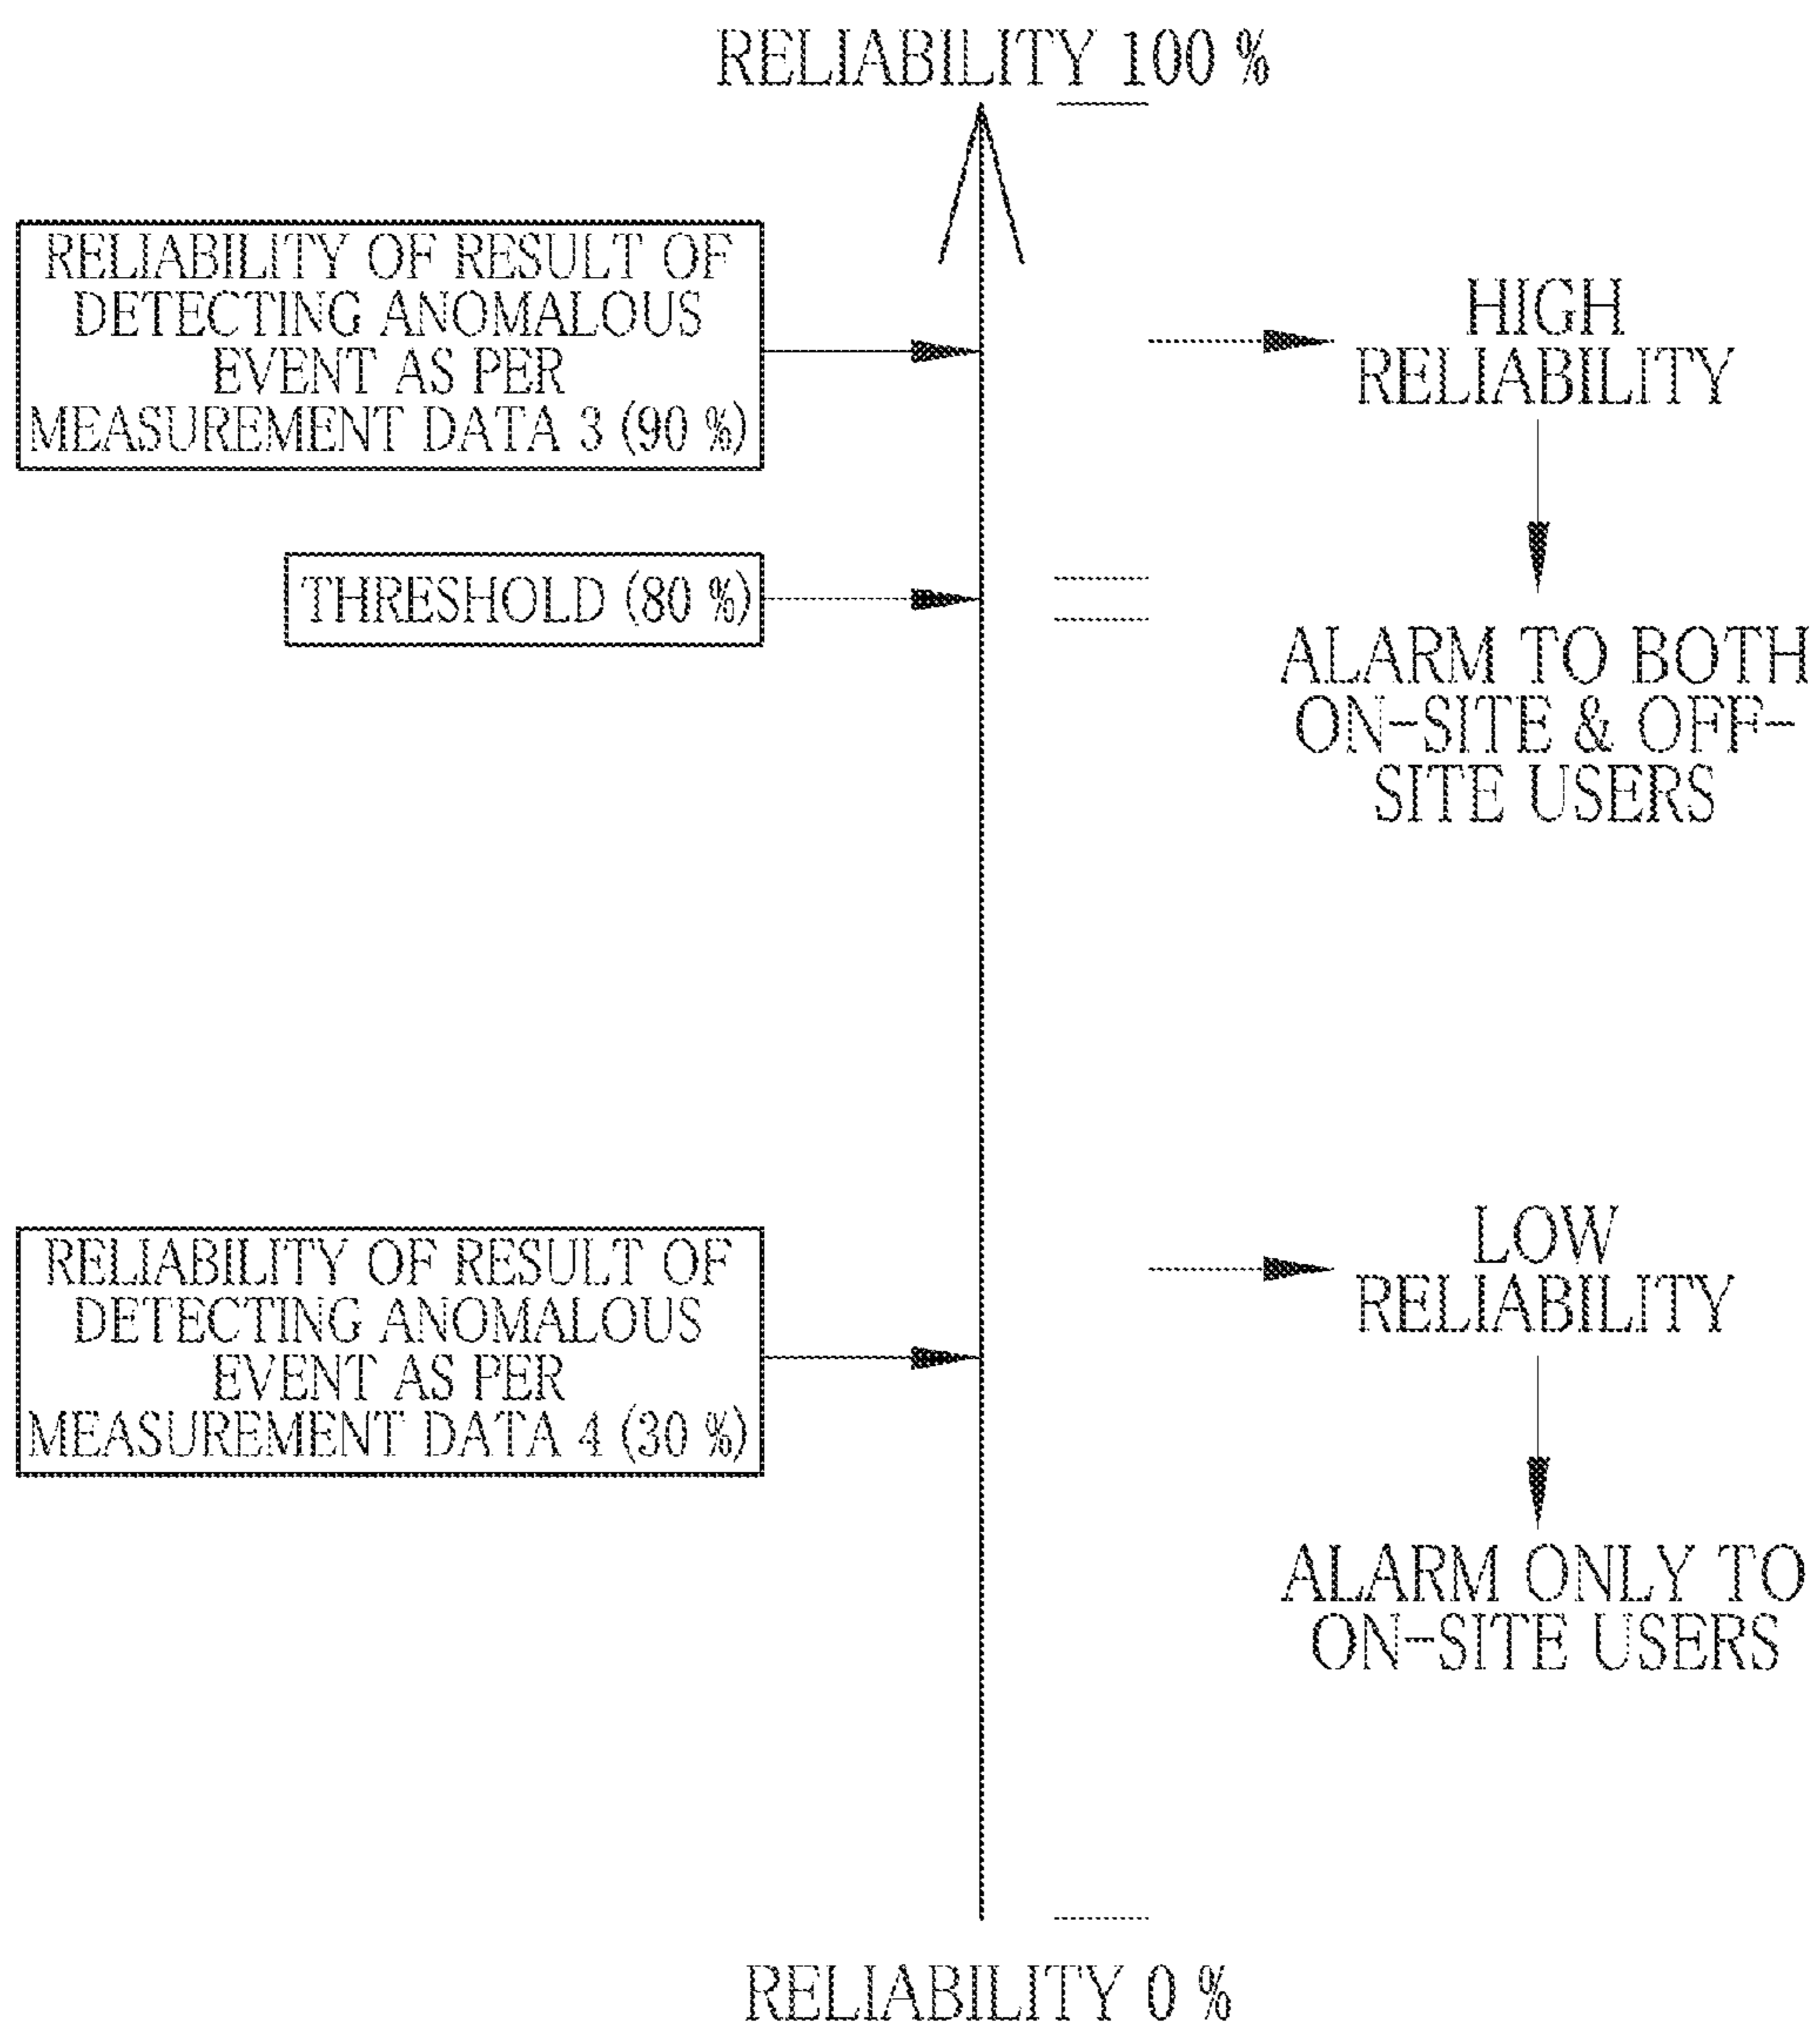 RELIABILITY 100 %
RELIABILITY OF RESULT OF
DETECTING ANOMALOUS
EVENT AS PER
MEASUREMENT DATA 3 (90 %)
HIGH
RELIABILITY
THRESHOLD (80 %)
ALARM TO BOTH
ON-SITE & OFF-
SITE USERS
RELIABILITY OF RESULT OF
DETECTING ANOMALOUS
EVENT AS PER
MEASUREMENT DATA 4 (30 %)
LOW
RELIABILITY
ALARM ONLY TO
ON-SITE USERS
RELIABILITY 0 %